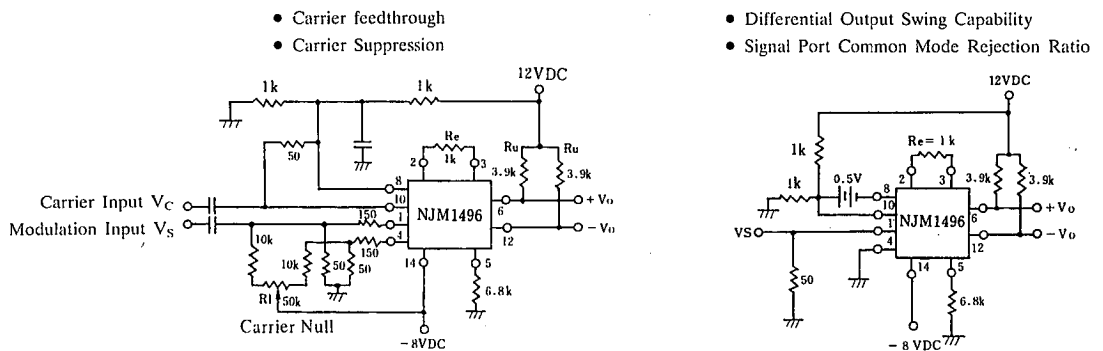 ● Carrier feedthrough
● Carrier Suppression
12VDC
1k
1k
50
Re
1k
2
3
Ru
Ru
3.9k
3.9k
8
10
1
4
NJM1496
6
12
14
5
+Vo
−Vo
Carrier Input VC
Modulation Input VS
150
150
10k
10k
50
50
R1
50k
6.8k
Carrier Null
−8VDC
● Differential Output Swing Capability
● Signal Port Common Mode Rejection Ratio
12VDC
1k
Re= 1k
2
3
3.9k
3.9k
1k
0.5V
8
10
1
4
NJM1496
6
12
14
5
+Vo
−Vo
VS
50
6.8k
−8VDC